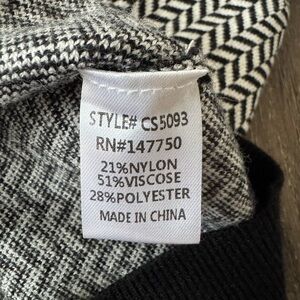 STYLE# CS5093
RN#147750
21%NYLON
51%VISCOSE
28%POLYESTER
MADE IN CHINA